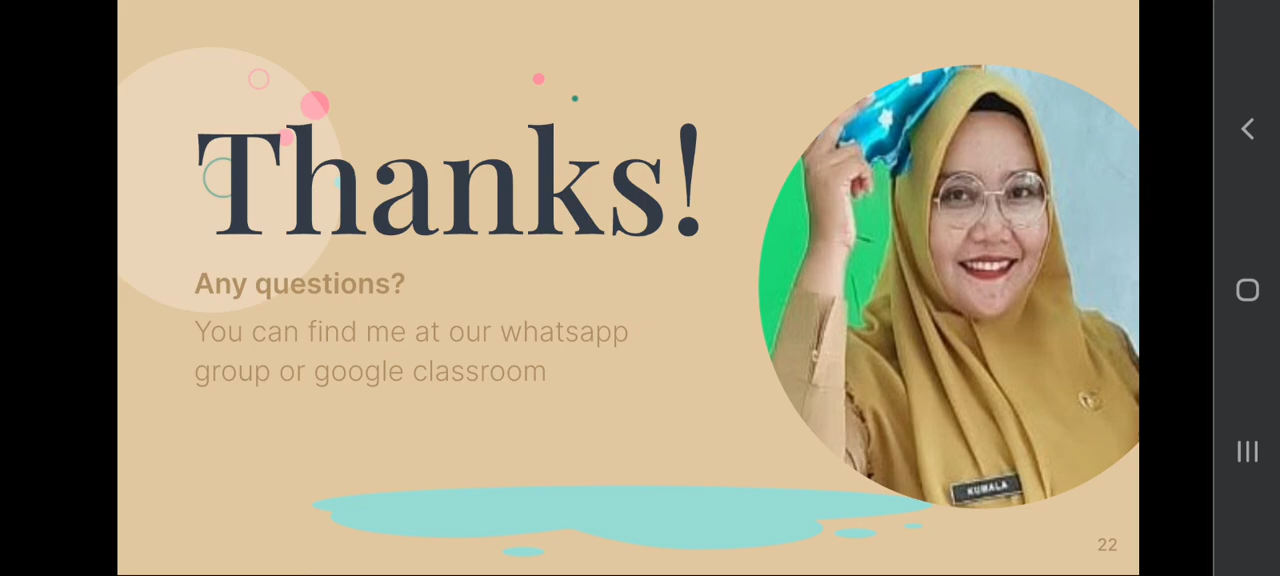 Thanks!
Any questions?
You can find me at our whatsapp
group or google classroom
KUMALA
22